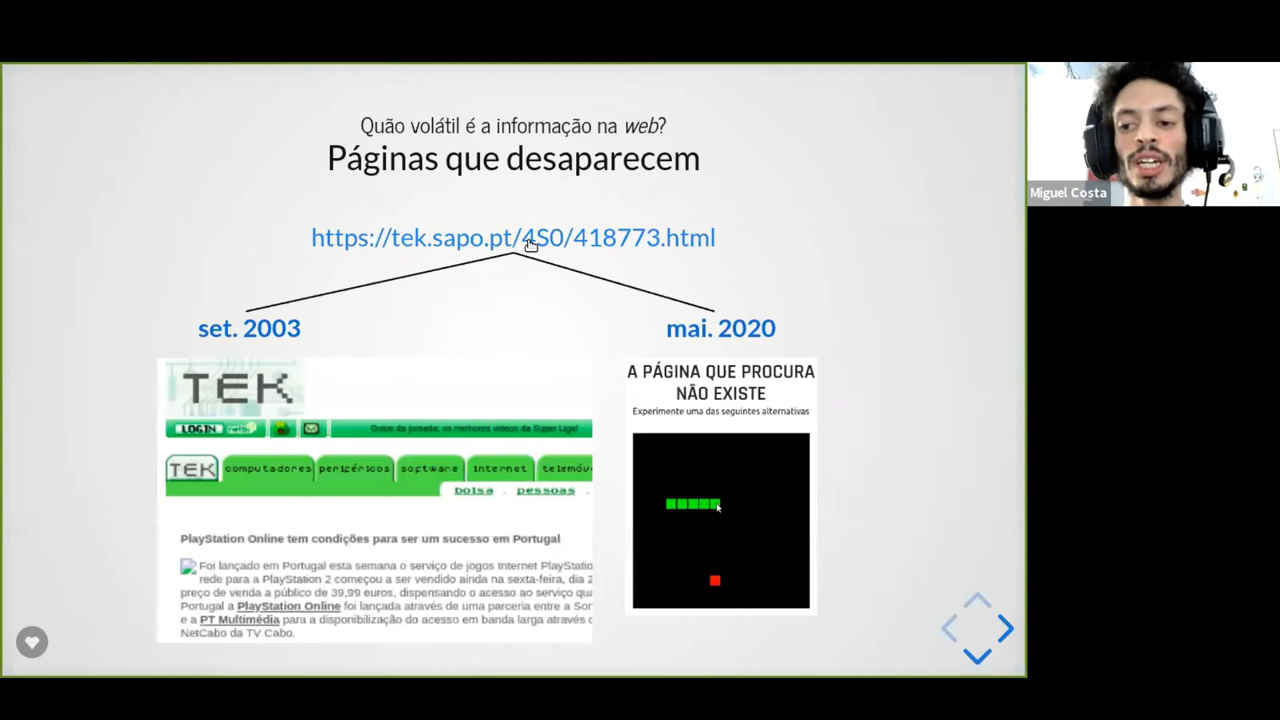 Quão volátil é a informação na web?
Páginas que desaparecem
Miguel Costa
https://tek.sapo.pt/4S0/418773.html
set. 2003
mai. 2020
TEK
LOGIN netbi
Golos da jornada: os melhores vídeos da Super Liga!
TEK computadores periféricos software internet telemóv
bolsa . pessoas .
PlayStation Online tem condições para ser um sucesso em Portugal
Foi lançado em Portugal esta semana o serviço de jogos Internet PlayStatio
rede para a PlayStation 2 começou a ser vendido ainda na sexta-feira, dia 2
preço de venda a público de 39,99 euros, dispensando o acesso ao serviço qua
Portugal a PlayStation Online foi lançada através de uma parceria entre a Son
e a PT Multimédia para a disponibilização do acesso em banda larga através d
NetCabo da TV Cabo.
A PÁGINA QUE PROCURA
NÃO EXISTE
Experimente uma das seguintes alternativas